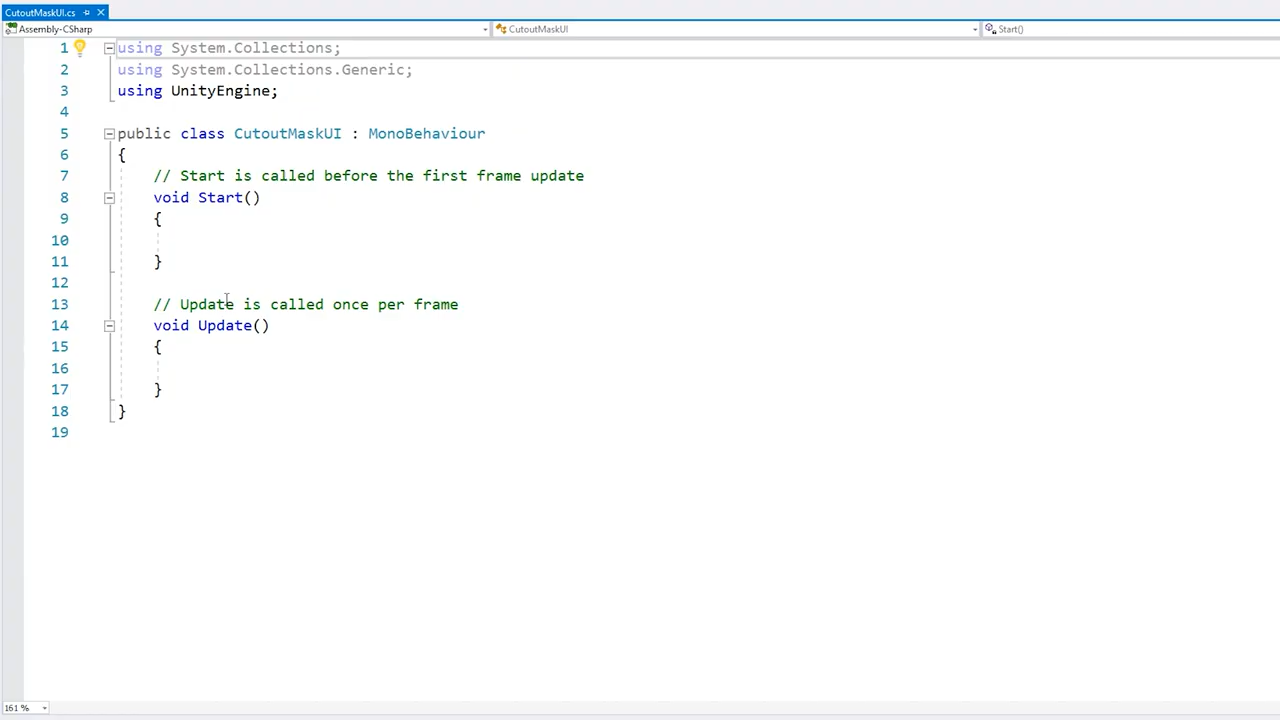 CutoutMaskUI.cs
Assembly-CSharp CutoutMaskUI Start()
1 using System.Collections;
2 using System.Collections.Generic;
3 using UnityEngine;
4
5 public class CutoutMaskUI : MonoBehaviour
6 {
7 // Start is called before the first frame update
8 void Start()
9 {
10
11 }
12
13 // Update is called once per frame
14 void Update()
15 {
16
17 }
18 }
19
161 %